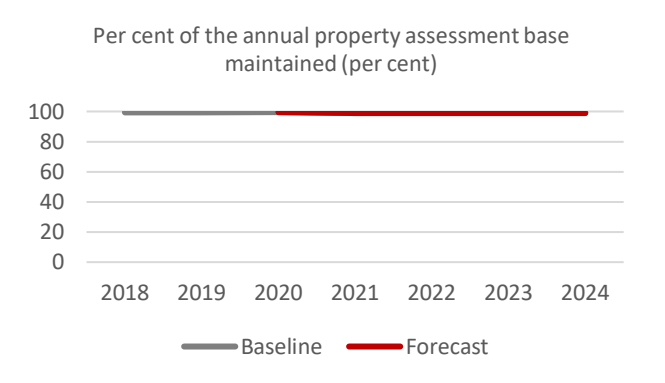 Per cent of the annual property assessment base
maintained (per cent)
100
80
60
40
20
0
2018 2019 2020 2021 2022 2023 2024
Baseline Forecast